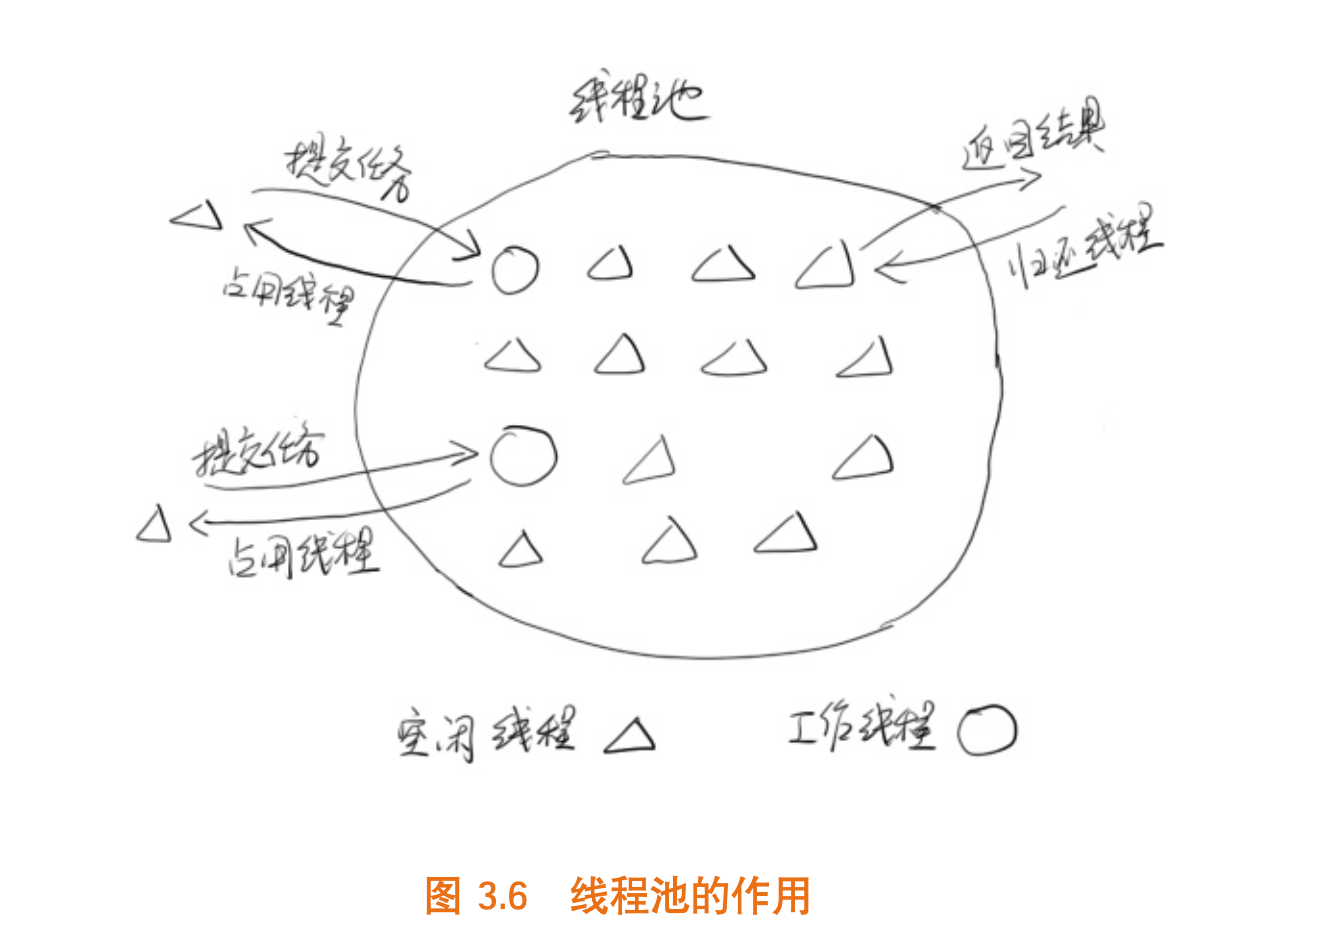 线程池
提交任务
返回结果
占用线程
归还线程
提交任务
占用线程
空闲线程
工作线程
图 3.6 线程池的作用